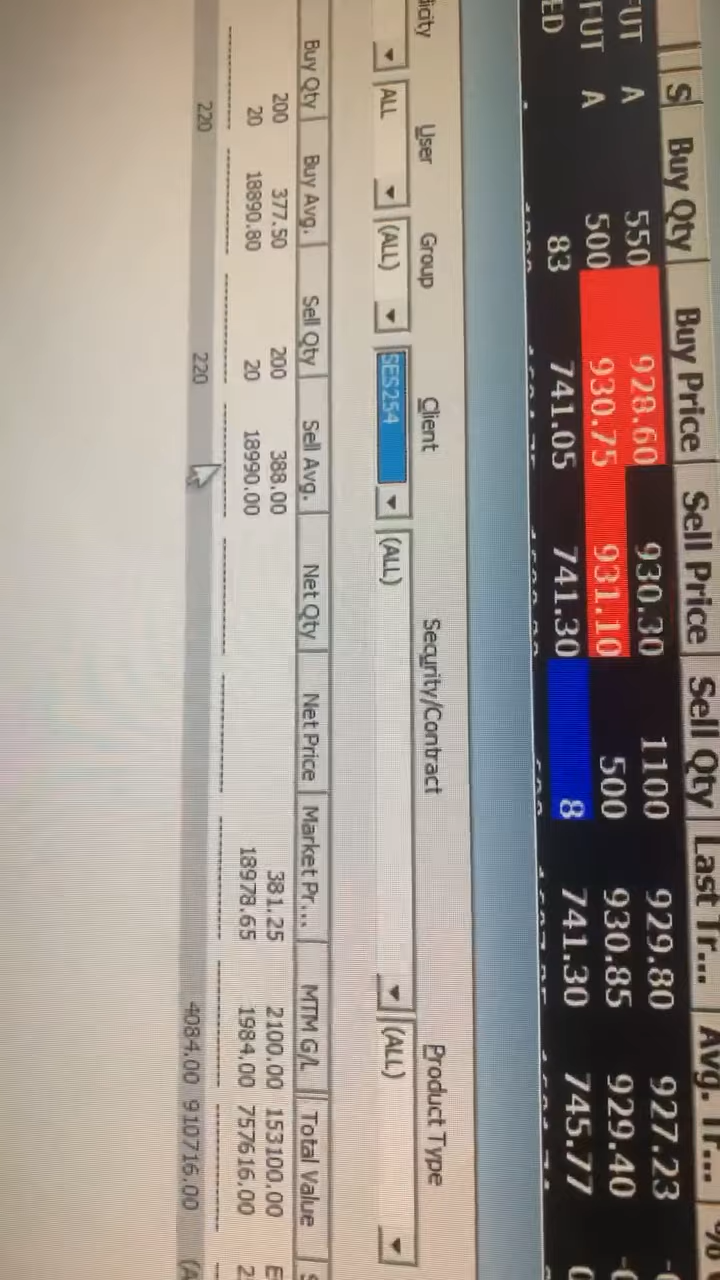 S Buy Qty Buy Price Sell Price Sell Qty Last Tr... Avg. Tr... %
UT A 550 928.60 930.30 1100 929.80 927.23
FUT A 500 930.75 931.10 500 930.85 929.40
ED 83 741.05 741.30 8 741.30 745.77
dicity User Group Client Security/Contract Product Type
ALL (ALL) SES254 (ALL) (ALL)
Buy Qty Buy Avg. Sell Qty Sell Avg. Net Qty Net Price Market Pr... MTM G/L Total Value S
200 377.50 200 388.00 381.25 2100.00 153100.00 E
20 18890.80 20 18990.00 18978.65 1984.00 757616.00 2
220 220 4084.00 910716.00 (A